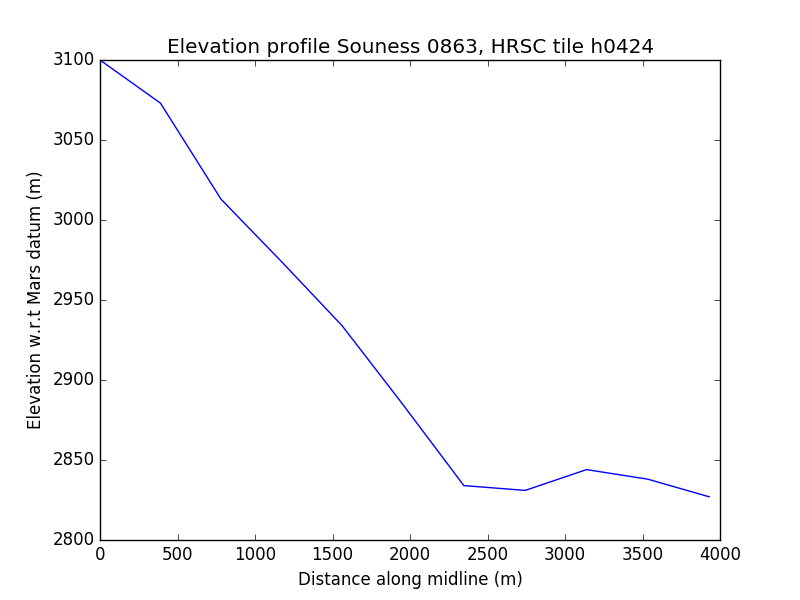 Elevation profile Souness 0863, HRSC tile h0424
3100
3050
3000
2950
2900
2850
2800
Elevation w.r.t Mars datum (m)
0 500 1000 1500 2000 2500 3000 3500 4000
Distance along midline (m)